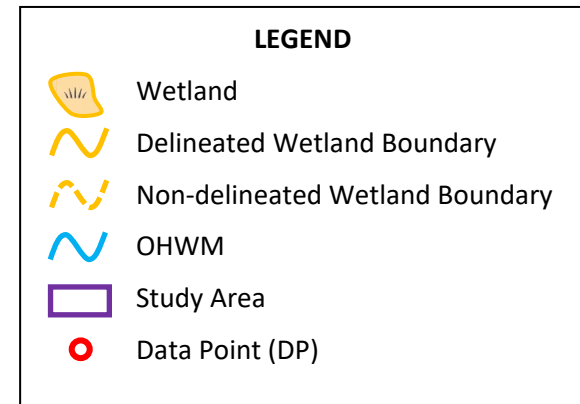 LEGEND
Wetland
Delineated Wetland Boundary
Non-delineated Wetland Boundary
OHWM
Study Area
Data Point (DP)